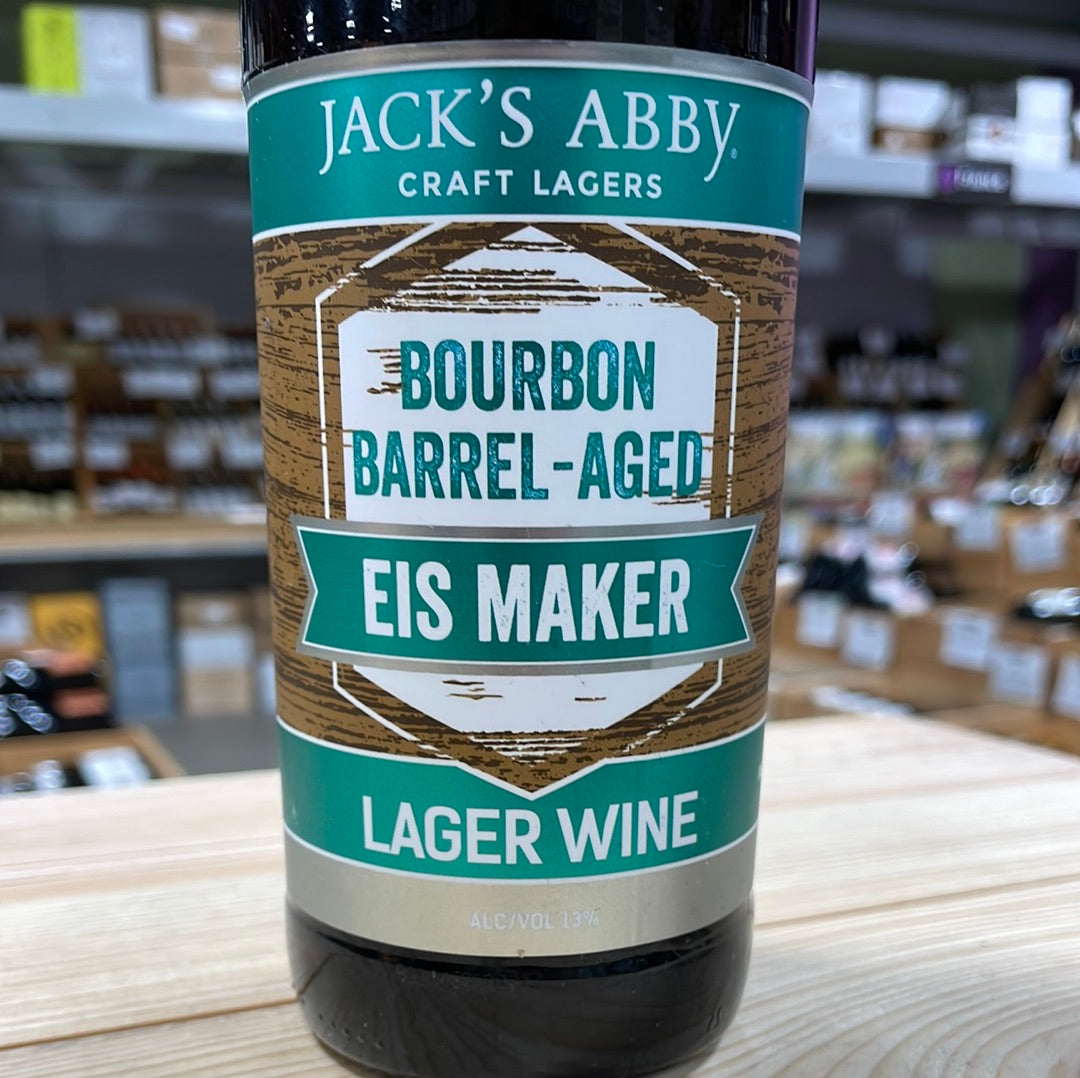 JACK'S ABBY®
CRAFT LAGERS
BOURBON
BARREL-AGED
EIS MAKER
LAGER WINE
ALC/VOL 13%